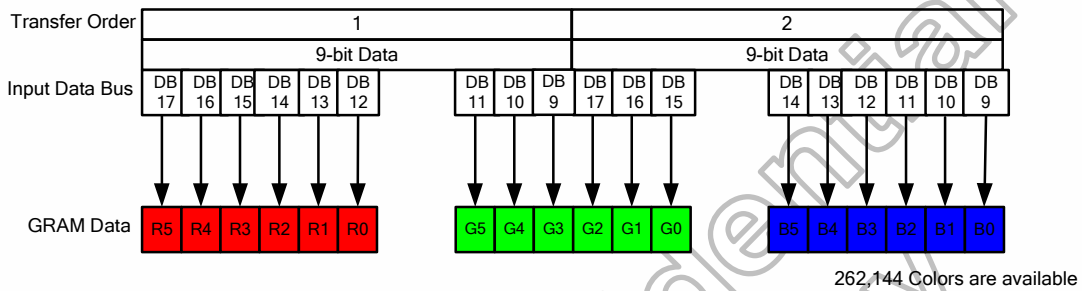 Transfer Order 1 2
9-bit Data 9-bit Data
Input Data Bus DB 17 DB 16 DB 15 DB 14 DB 13 DB 12 DB 11 DB 10 DB 9 DB 17 DB 16 DB 15 DB 14 DB 13 DB 12 DB 11 DB 10 DB 9
GRAM Data R5 R4 R3 R2 R1 R0 G5 G4 G3 G2 G1 G0 B5 B4 B3 B2 B1 B0
262,144 Colors are available